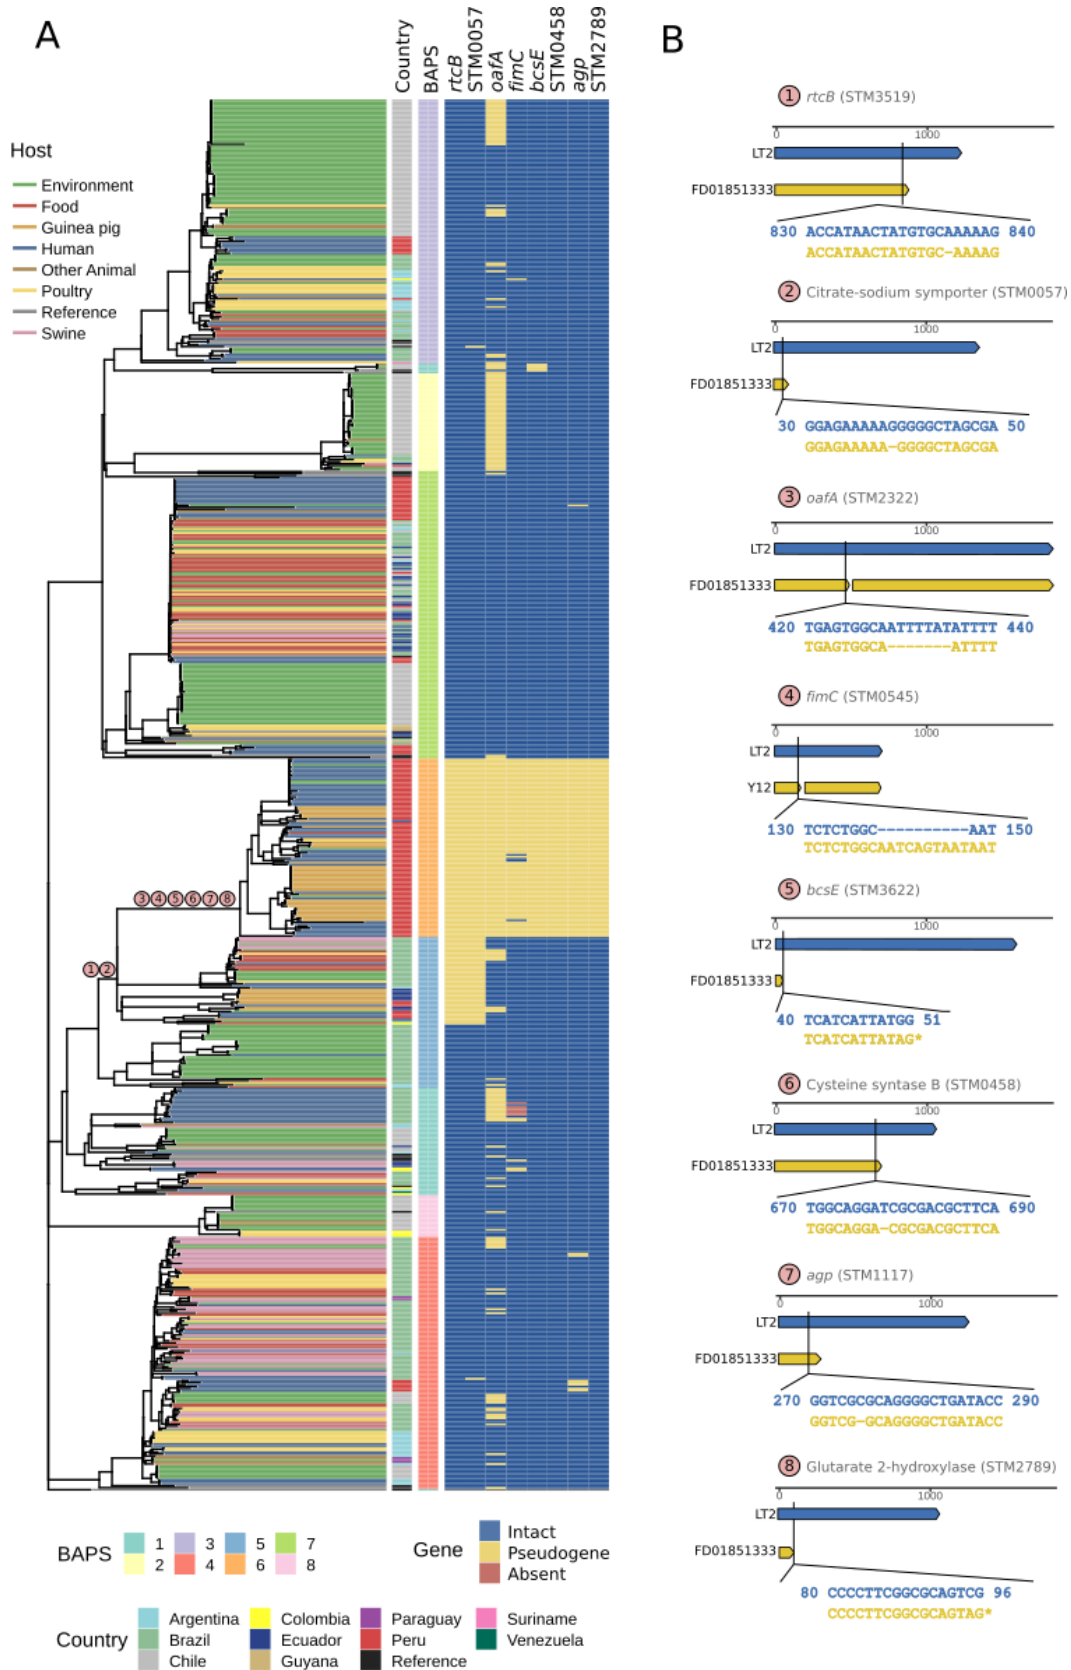 A
Country
BAPS
rtcB
STM0057
oafA
fimC
bcsE
STM0458
agp
STM2789
Host
Environment
Food
Guinea pig
Human
Other Animal
Poultry
Reference
Swine
3 4 5 6 7 8
1 2
BAPS
1 3 5 7
2 4 6 8
Gene
Intact
Pseudogene
Absent
Country
Argentina Colombia Paraguay Suriname
Brazil Ecuador Peru Venezuela
Chile Guyana Reference
B
1 rtcB (STM3519)
0 1000
LT2
FD01851333
830 ACCATAACTATGTGCAAAAAG 840
ACCATAACTATGTGC-AAAAG
2 Citrate-sodium symporter (STM0057)
0 1000
LT2
FD01851333
30 GGAGAAAAAGGGGGCTAGCGA 50
GGAGAAAAA-GGGGCTAGCGA
3 oafA (STM2322)
0 1000
LT2
FD01851333
420 TGAGTGGCAATTTTATATTTT 440
TGAGTGGCA-------ATTTT
4 fimC (STM0545)
0 1000
LT2
Y12
130 TCTCTGGC----------AAT 150
TCTCTGGCAATCAGTAATAAT
5 bcsE (STM3622)
0 1000
LT2
FD01851333
40 TCATCATTATGG 51
TCATCATTATAG*
6 Cysteine syntase B (STM0458)
0 1000
LT2
FD01851333
670 TGGCAGGATCGCGACGCTTCA 690
TGGCAGGA-CGCGACGCTTCA
7 agp (STM1117)
0 1000
LT2
FD01851333
270 GGTCGCGCAGGGGCTGATACC 290
GGTCG-GCAGGGGCTGATACC
8 Glutarate 2-hydroxylase (STM2789)
0 1000
LT2
FD01851333
80 CCCCTTCGGCGCAGTCG 96
CCCCTTCGGCGCAGTAG*